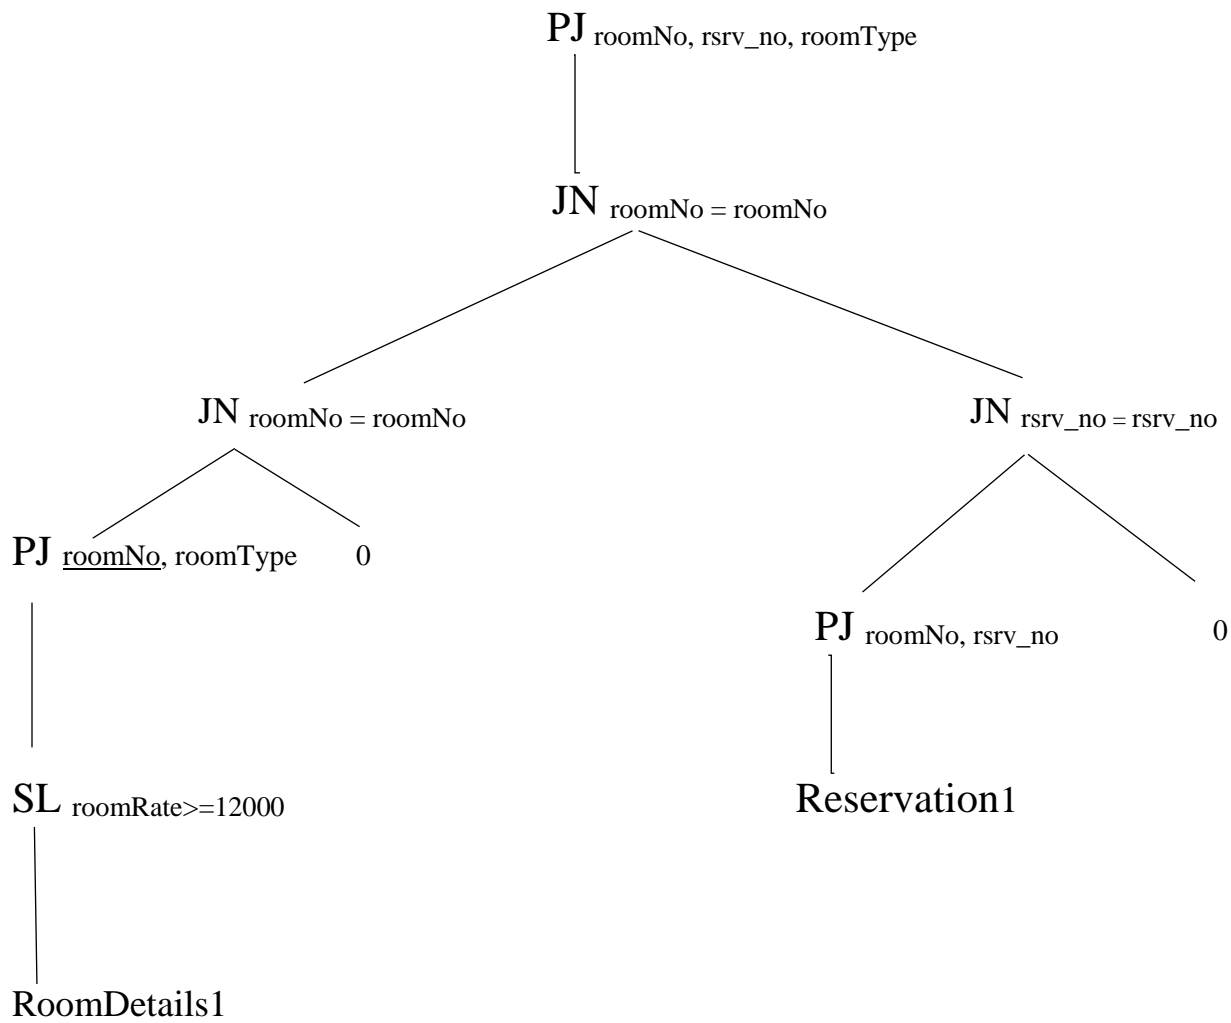 PJ roomNo, rsrv_no, roomType
JN roomNo = roomNo
JN roomNo = roomNo
JN rsrv_no = rsrv_no
PJ roomNo, roomType
0
PJ roomNo, rsrv_no
0
SL roomRate>=12000
Reservation1
RoomDetails1